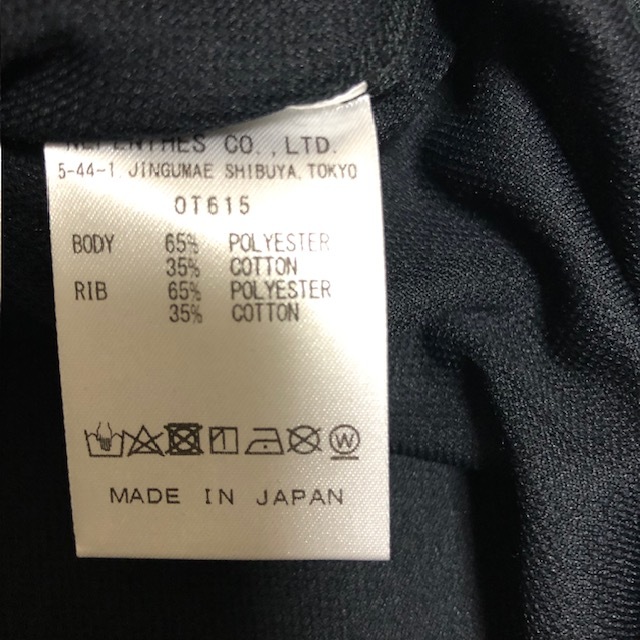 NEPENTHES CO.,LTD.
5-44-1 JINGUMAE SHIBUYA,TOKYO
OT615
BODY 65% POLYESTER
35% COTTON
RIB 65% POLYESTER
35% COTTON
W
MADE IN JAPAN